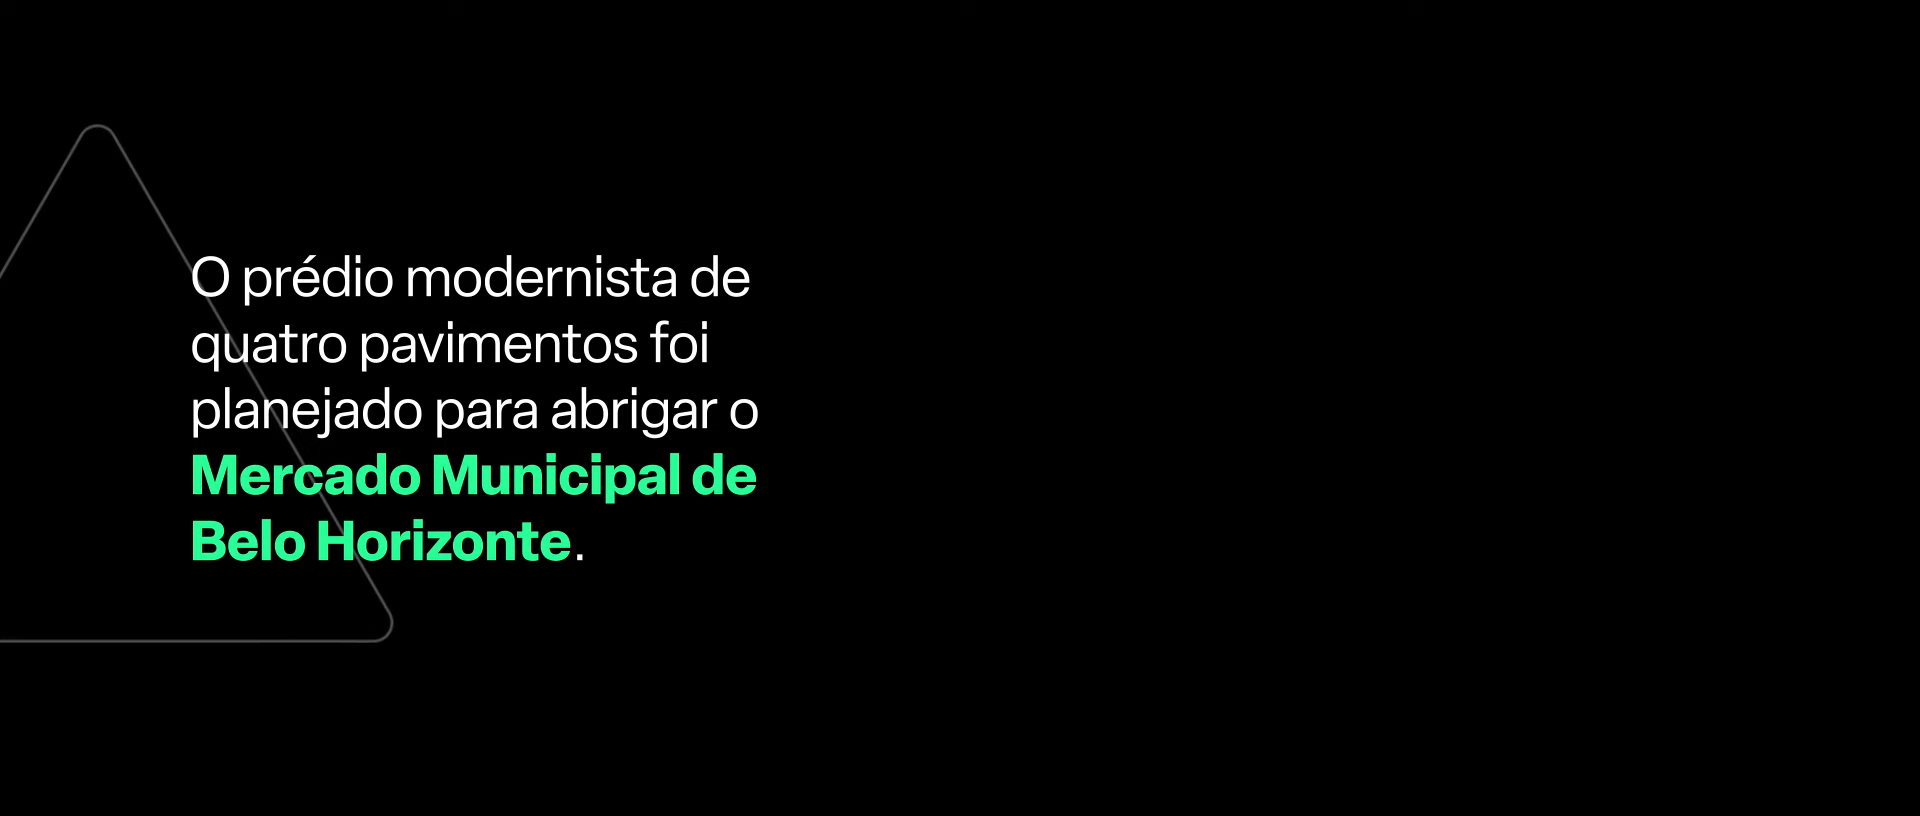 O prédio modernista de
quatro pavimentos foi
planejado para abrigar o
Mercado Municipal de
Belo Horizonte.